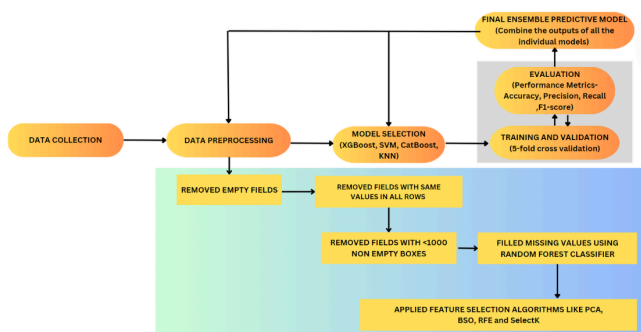 FINAL ENSEMBLE PREDICTIVE MODEL
(Combine the outputs of all the
individual models)
EVALUATION
(Performance Metrics-
Accuracy, Precision, Recall
,F1-score)
DATA COLLECTION
DATA PREPROCESSING
MODEL SELECTION
(XGBoost, SVM, CatBoost,
KNN)
TRAINING AND VALIDATION
(5-fold cross validation)
REMOVED EMPTY FIELDS
REMOVED FIELDS WITH SAME
VALUES IN ALL ROWS
REMOVED FIELDS WITH <1000
NON EMPTY BOXES
FILLED MISSING VALUES USING
RANDOM FOREST CLASSIFIER
APPLIED FEATURE SELECTION ALGORITHMS LIKE PCA,
BSO, RFE and SelectK